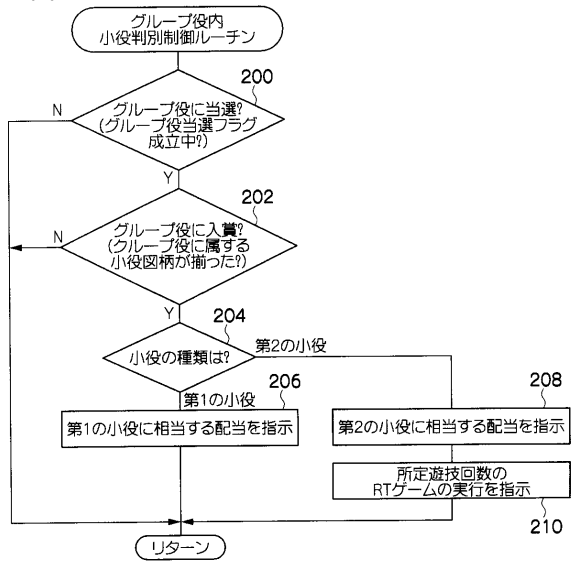 グループ役内
小役判別制御ルーチン
200
グループ役に当選?
(グループ役当選フラグ
成立中?)
N
Y
202
グループ役に入賞?
(グループ役に属する
小役図柄が揃った?)
N
Y
204
小役の種類は?
第2の小役
第1の小役
206
第1の小役に相当する配当を指示
208
第2の小役に相当する配当を指示
所定遊技回数の
RTゲームの実行を指示
210
リターン